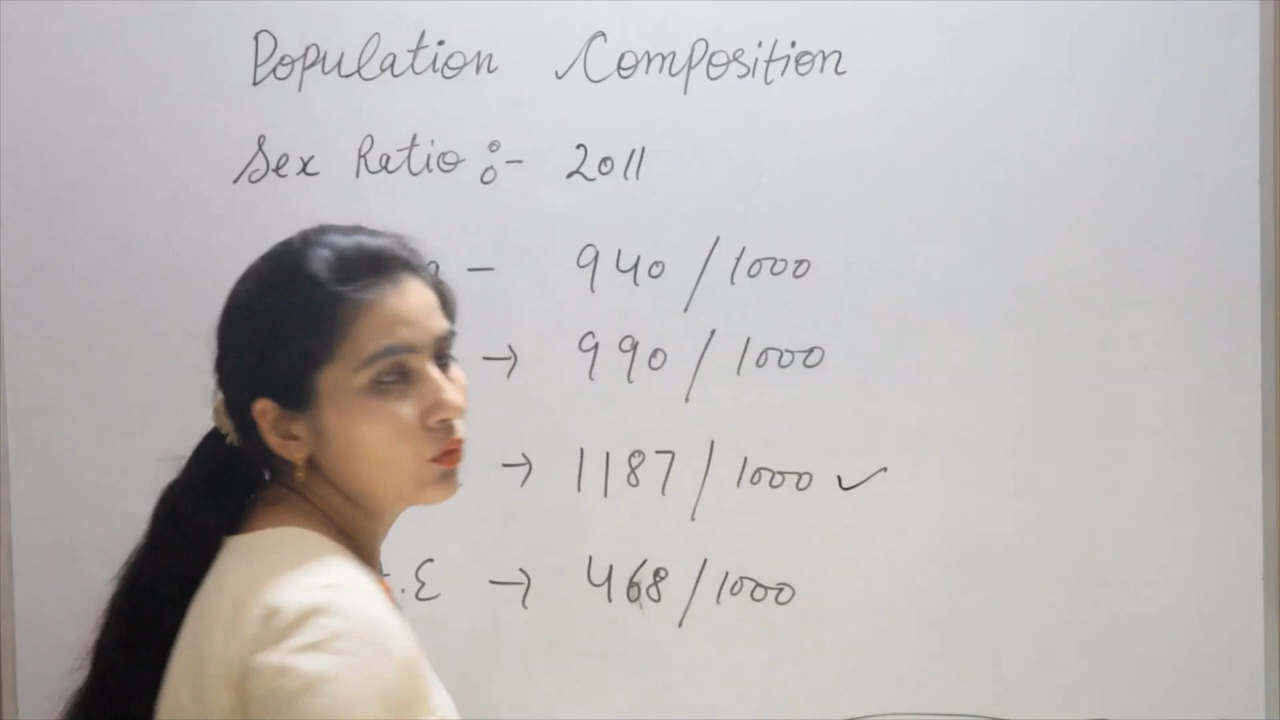 Population Composition
Sex Ratio :- 2011
- 940/1000
→ 990/1000
→ 1187/1000 ✓
.E → 468/1000